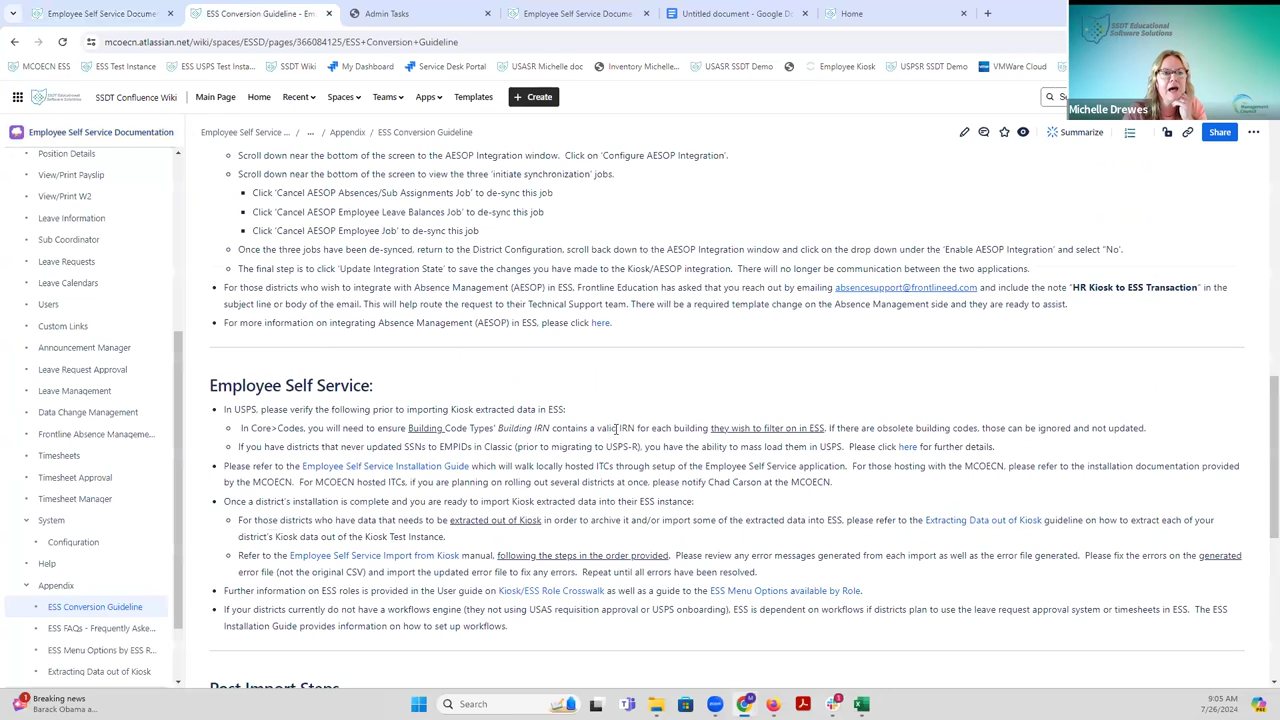 Employee Self Service Docume
ESS Conversion Guideline - Em
Admin Tasks
Employee Self Service Docume
Untitled document - Google D
Home
mcoecn.atlassian.net/wiki/spaces/ESSD/pages/366084125/ESS+Conversion+Guideline
MCOECN ESS
ESS Test Instance
ESS USPS Test Insta...
SSDT Wiki
My Dashboard
Service Desk Portal
USASR Michelle doc
Inventory Michelle...
USASR SSDT Demo
Employee Kiosk
USPSR SSDT Demo
VMWare Cloud
SSDT Educational
Software Solutions
Management
Council
Michelle Drewes
SSDT Confluence Wiki
Main Page
Home
Recent
Spaces
Teams
Apps
Templates
+ Create
Employee Self Service Documentation
Employee Self Service ... / ... / Appendix / ESS Conversion Guideline
Summarize
Share
Position Details
View/Print Payslip
View/Print W2
Leave Information
Sub Coordinator
Leave Requests
Leave Calendars
Users
Custom Links
Announcement Manager
Leave Request Approval
Leave Management
Data Change Management
Frontline Absence Manageme...
Timesheets
Timesheet Approval
Timesheet Manager
System
Configuration
Help
Appendix
ESS Conversion Guideline
ESS FAQs - Frequently Aske...
ESS Menu Options by ESS R...
Extracting Data out of Kiosk
Scroll down near the bottom of the screen to the AESOP Integration window. Click on 'Configure AESOP Integration'.
Scroll down near the bottom of the screen to view the three 'initiate synchronization' jobs.
Click 'Cancel AESOP Absences/Sub Assignments Job' to de-sync this job
Click 'Cancel AESOP Employee Leave Balances Job' to de-sync this job
Click 'Cancel AESOP Employee Job' to de-sync this job
Once the three jobs have been de-synced, return to the District Configuration, scroll back down to the AESOP Integration window and click on the drop down under the 'Enable AESOP Integration' and select "No'.
The final step is to click 'Update Integration State' to save the changes you have made to the Kiosk/AESOP integration. There will no longer be communication between the two applications.
For those districts who wish to integrate with Absence Management (AESOP) in ESS, Frontline Education has asked that you reach out by emailing absencesupport@frontlineed.com and include the note "HR Kiosk to ESS Transaction" in the
subject line or body of the email. This will help route the request to their Technical Support team. There will be a required template change on the Absence Management side and they are ready to assist.
For more information on integrating Absence Management (AESOP) in ESS, please click here.
Employee Self Service:
In USPS, please verify the following prior to importing Kiosk extracted data in ESS:
In Core>Codes, you will need to ensure Building Code Types' Building IRN contains a valid IRN for each building they wish to filter on in ESS. If there are obsolete building codes, those can be ignored and not updated.
If you have districts that never updated SSNs to EMPIDs in Classic (prior to migrating to USPS-R), you have the ability to mass load them in USPS. Please click here for further details.
Please refer to the Employee Self Service Installation Guide which will walk locally hosted ITCs through setup of the Employee Self Service application. For those hosting with the MCOECN, please refer to the installation documentation provided
by the MCOECN. For MCOECN hosted ITCs, if you are planning on rolling out several districts at once, please notify Chad Carson at the MCOECN.
Once a district's installation is complete and you are ready to import Kiosk extracted data into their ESS instance:
For those districts who have data that needs to be extracted out of Kiosk in order to archive it and/or import some of the extracted data into ESS, please refer to the Extracting Data out of Kiosk guideline on how to extract each of your
district's Kiosk data out of the Kiosk Test Instance.
Refer to the Employee Self Service Import from Kiosk manual, following the steps in the order provided. Please review any error messages generated from each import as well as the error file generated. Please fix the errors on the generated
error file (not the original CSV) and import the updated error file to fix any errors. Repeat until all errors have been resolved.
Further information on ESS roles is provided in the User guide on Kiosk/ESS Role Crosswalk as well as a guide to the ESS Menu Options available by Role.
If your districts currently do not have a workflows engine (they not using USAS requisition approval or USPS onboarding), ESS is dependent on workflows if districts plan to use the leave request approval system or timesheets in ESS. The ESS
Installation Guide provides information on how to set up workflows.
Post Import Steps
Breaking news
Barack Obama a...
Search
9:05 AM
7/26/2024